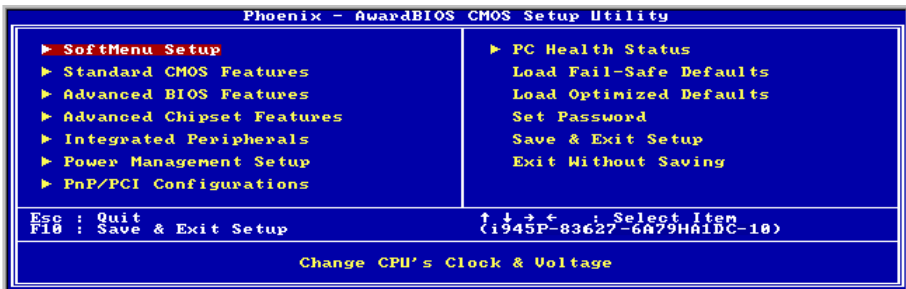 Phoenix - AwardBIOS CMOS Setup Utility
► SoftMenu Setup
► Standard CMOS Features
► Advanced BIOS Features
► Advanced Chipset Features
► Integrated Peripherals
► Power Management Setup
► PnP/PCI Configurations
► PC Health Status
Load Fail-Safe Defaults
Load Optimized Defaults
Set Password
Save & Exit Setup
Exit Without Saving
Esc : Quit
F10 : Save & Exit Setup
↑ ↓ → ← : Select Item
(i945P-83627-6A79HA1DC-10)
Change CPU's Clock & Voltage